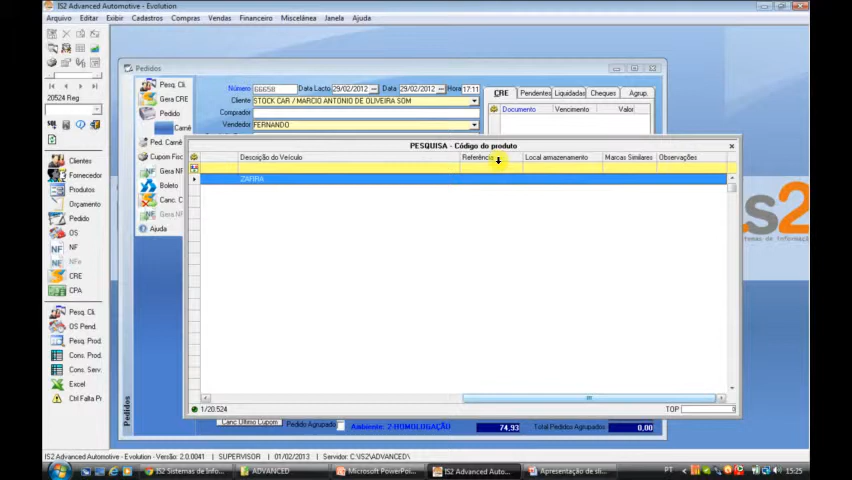 IS2 Advanced Automotive - Evolution
Arquivo Editar Exibir Cadastros Compras Vendas Financeiro Miscelânea Janela Ajuda
20524 Reg
Clientes
Fornecedor
Produtos
Orçamento
Pedido
OS
NF
NFe
CRE
CPA
Pesq. Cli.
OS Pend.
Pesq. Prod.
Cons. Prod.
Cons. Serv.
Excel
Ctrl Falta Pr
Pedidos
Pesq. Cli.
Gera CRE
Pedido
Carnê
Ped. Carnê
Cupom Fisc
Gera NF
Boleto
Canc. C
Gera NF
Ajuda
Número 66658 Data Lacto 29/02/2012 Data 29/02/2012 Hora 17:11
Cliente STOCK CAR / MARCIO ANTONIO DE OLIVEIRA SOM
Comprador
Vendedor FERNANDO
CRE Pendentes Liquidadas Cheques Agrup.
Documento Vencimento Valor
PESQUISA - Código do produto
Descrição do Veículo Referência Local armazenamento Marcas Similares Observações
ZAFIRA
1/20.524 TOP 0
Canc Último Cupom Pedido Agrupado Ambiente: 2-HOMOLOGAÇÃO 74,93 Total Pedidos Agrupados 0,00
Pedidos
is2
temas de Informaç
IS2 Advanced Automotive - Evolution - Versão: 2.0.0041 SUPERVISOR 01/02/2013 Servidor: C:\IS2\ADVANCED\
IS2 Sistemas de Info... ADVANCED Microsoft PowerPoi... IS2 Advanced Auto... Apresentação de sli... PT 15:25